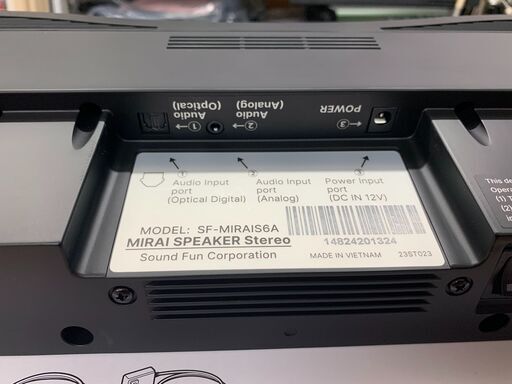 Audio
(Optical)
←①
Audio
(Analog)
←②
POWER
③→
①
②
③
Audio Input
port
(Optical Digital)
Audio Input
port
(Analog)
Power Input
port
(DC IN 12V)
MODEL: SF-MIRAIS6A
MIRAI SPEAKER Stereo
Sound Fun Corporation
14824201324
MADE IN VIETNAM
23ST023
This de
Opera
(1) T
(2)